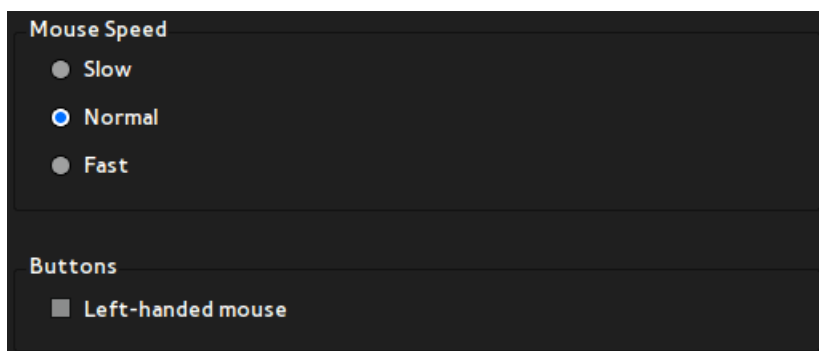 Mouse Speed
Slow
Normal
Fast
Buttons
Left-handed mouse